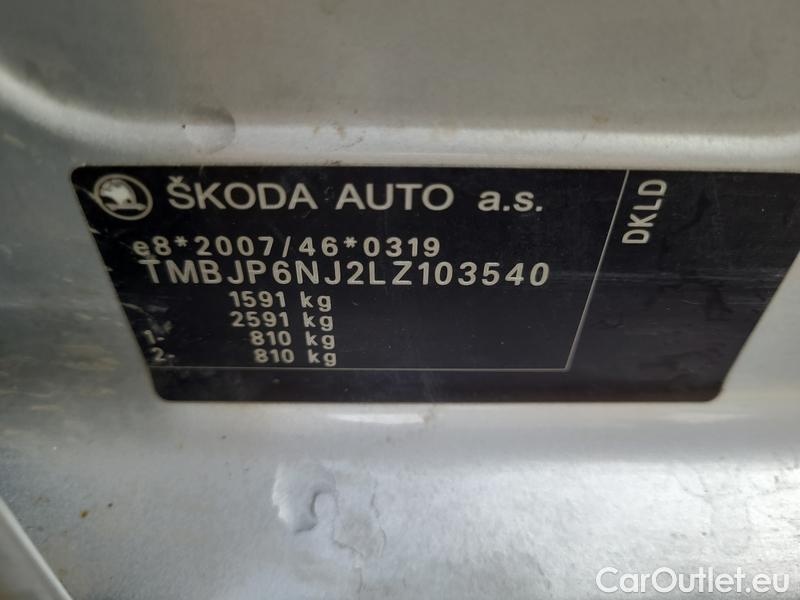 ŠKODA AUTO a.s.
DKLD
e8*2007/46*0319
TMBJP6NJ2LZ103540
1591 kg
2591 kg
1- 810 kg
2- 810 kg
CarOutlet.eu